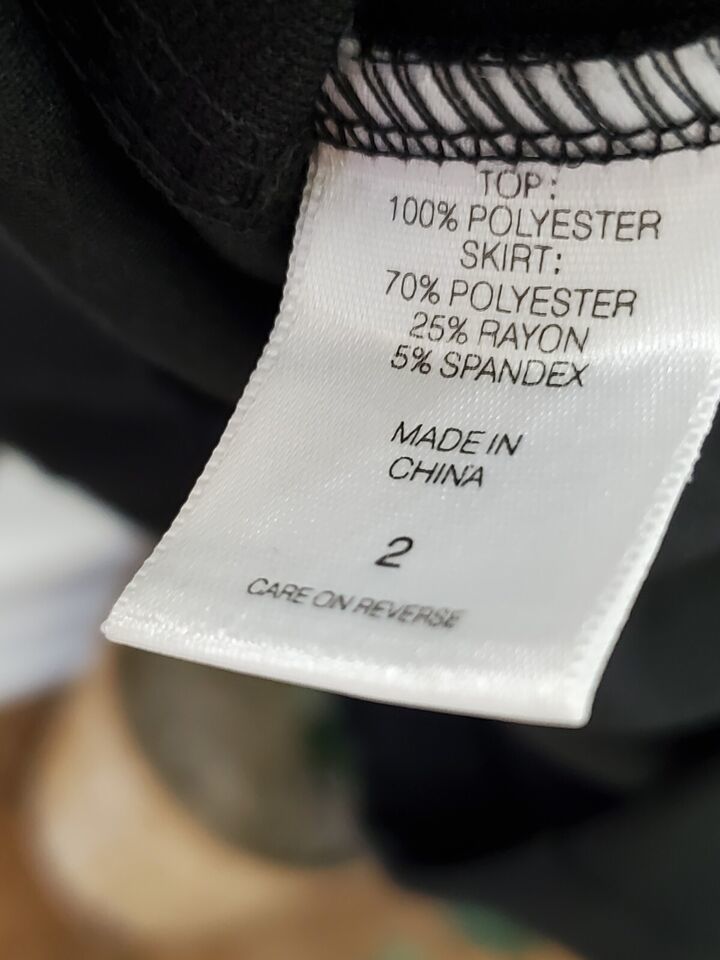 TOP:
100% POLYESTER
SKIRT:
70% POLYESTER
25% RAYON
5% SPANDEX
MADE IN
CHINA
2
CARE ON REVERSE